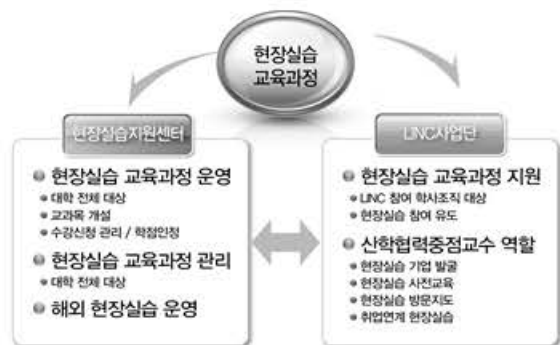 현장실습
교육과정
현장실습지원센터
현장실습 교육과정 운영
대학 전체 대상
교과목 개설
수강신청 관리 / 학점인정
현장실습 교육과정 관리
대학 전체 대상
해외 현장실습 운영
LINC사업단
현장실습 교육과정 지원
LINC 참여 학사조직 대상
현장실습 참여 유도
산학협력중점교수 역할
현장실습 기업 발굴
현장실습 사전교육
현장실습 방문지도
취업연계 현장실습